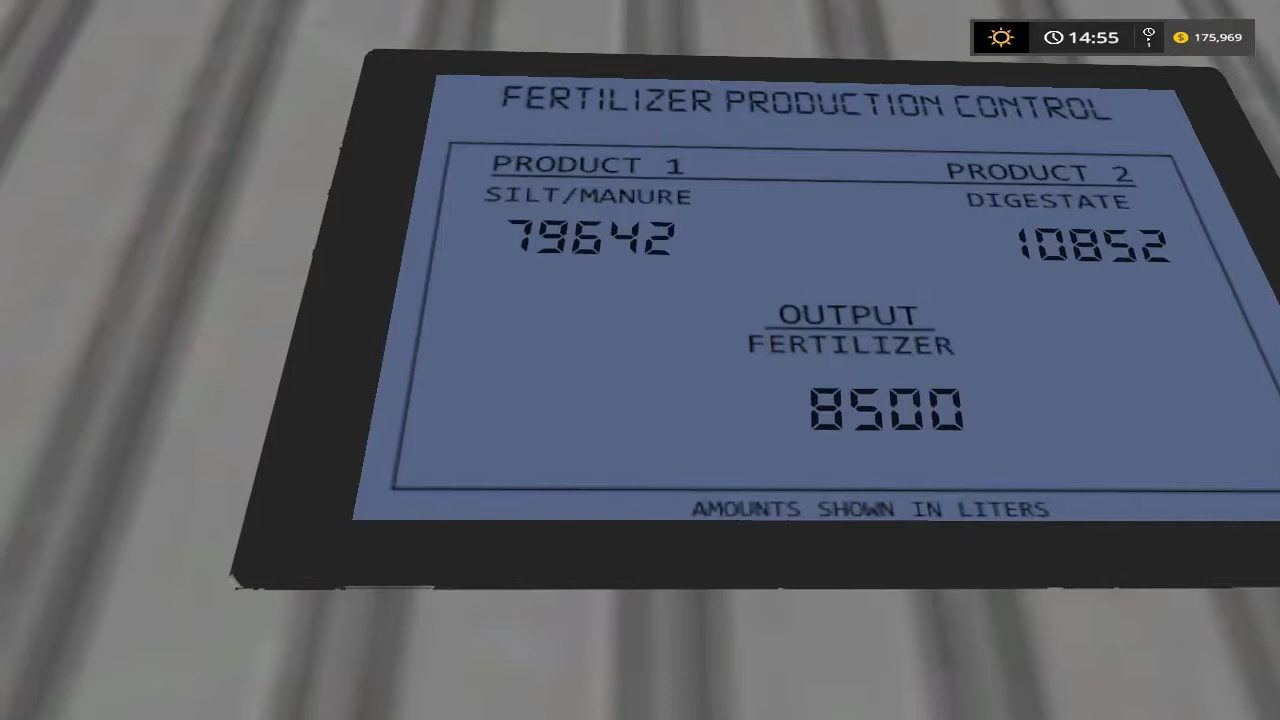 14:55
1
175,969
FERTILIZER PRODUCTION CONTROL
PRODUCT 1 PRODUCT 2
SILT/MANURE DIGESTATE
79642 10852
OUTPUT
FERTILIZER
8500
AMOUNTS SHOWN IN LITERS